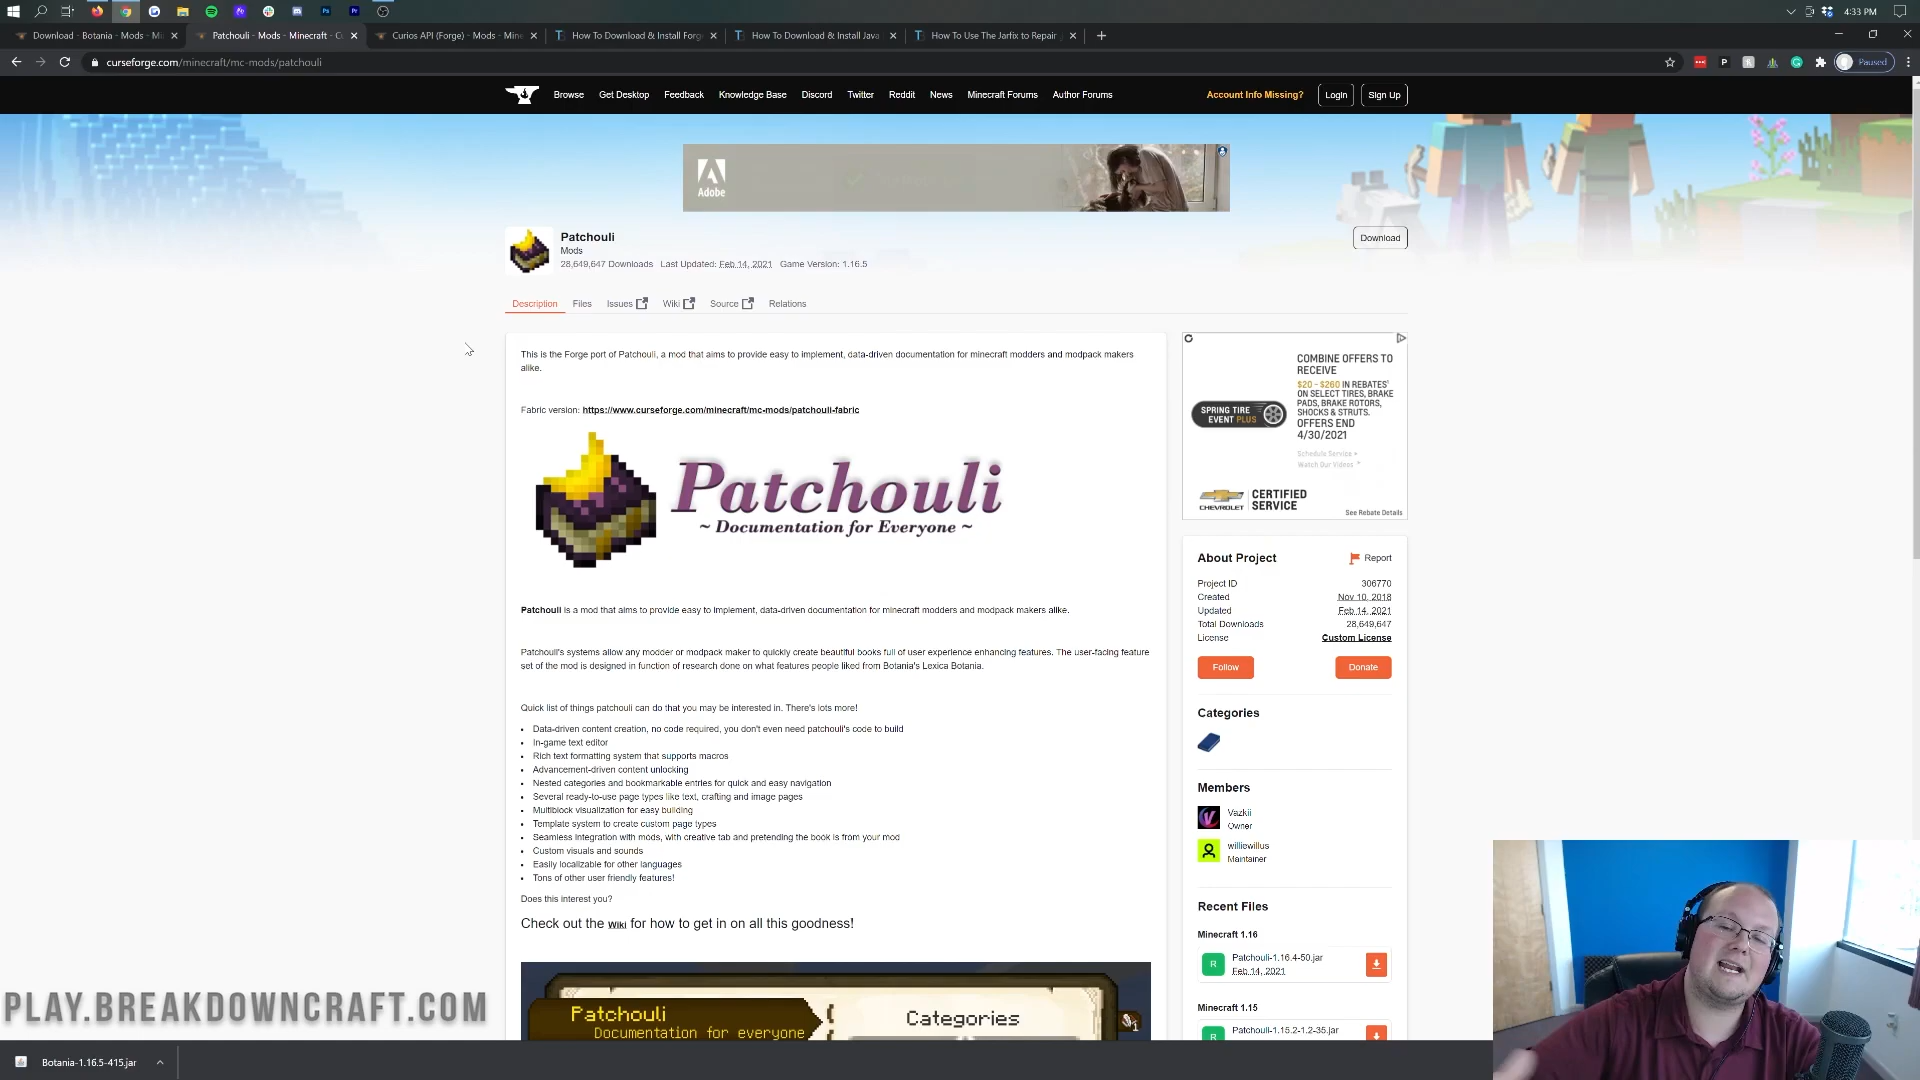 4:33 PM
Download - Botania - Mods - Mi
Patchouli - Mods - Minecraft - Cu
Curios API (Forge) - Mods - Mine
How To Download & Install Forg
How To Download & Install Java
How To Use The Jarfix to Repair
curseforge.com/minecraft/mc-mods/patchouli
Paused
Browse
Get Desktop
Feedback
Knowledge Base
Discord
Twitter
Reddit
News
Minecraft Forums
Author Forums
Account Info Missing?
Login
Sign Up
Adobe
Patchouli
Mods
28,649,647 Downloads Last Updated: Feb 14, 2021 Game Version: 1.16.5
Download
Description
Files
Issues
Wiki
Source
Relations
This is the Forge port of Patchouli, a mod that aims to provide easy to implement, data-driven documentation for minecraft modders and modpack makers
alike.
Fabric version: https://www.curseforge.com/minecraft/mc-mods/patchouli-fabric
Patchouli
~ Documentation for Everyone ~
Patchouli is a mod that aims to provide easy to implement, data-driven documentation for minecraft modders and modpack makers alike.
Patchouli's systems allow any modder or modpack maker to quickly create beautiful books full of user experience enhancing features. The user-facing feature
set of the mod is designed in function of research done on what features people liked from Botania's Lexica Botania.
Quick list of things patchouli can do that you may be interested in. There's lots more!
• Data-driven content creation, no code required, you don't even need patchouli's code to build
• In-game text editor
• Rich text formatting system that supports macros
• Advancement-driven content unlocking
• Nested categories and bookmarkable entries for quick and easy navigation
• Several ready-to-use page types like text, crafting and image pages
• Multiblock visualization for easy building
• Template system to create custom page types
• Seamless integration with mods, with creative tab and pretending the book is from your mod
• Custom visuals and sounds
• Easily localizable for other languages
• Tons of other user friendly features!
Does this interest you?
Check out the Wiki for how to get in on all this goodness!
Patchouli
Documentation for everyone
Categories
COMBINE OFFERS TO
RECEIVE
$20 - $260 IN REBATES*
ON SELECT TIRES, BRAKE
PADS, BRAKE ROTORS,
SHOCKS & STRUTS.
OFFERS END
4/30/2021
SPRING TIRE
EVENT PLUS
Schedule Service
Watch Our Videos
CHEVROLET
CERTIFIED
SERVICE
See Rebate Details
About Project
Report
Project ID 306770
Created Nov 10, 2018
Updated Feb 14, 2021
Total Downloads 28,649,647
License Custom License
Follow
Donate
Categories
Members
Vazkii
Owner
williewillus
Maintainer
Recent Files
Minecraft 1.16
R
Patchouli-1.16.4-50.jar
Feb 14, 2021
Minecraft 1.15
R
Patchouli-1.15.2-1.2-35.jar
PLAY.BREAKDOWNCRAFT.COM
Botania-1.16.5-415.jar